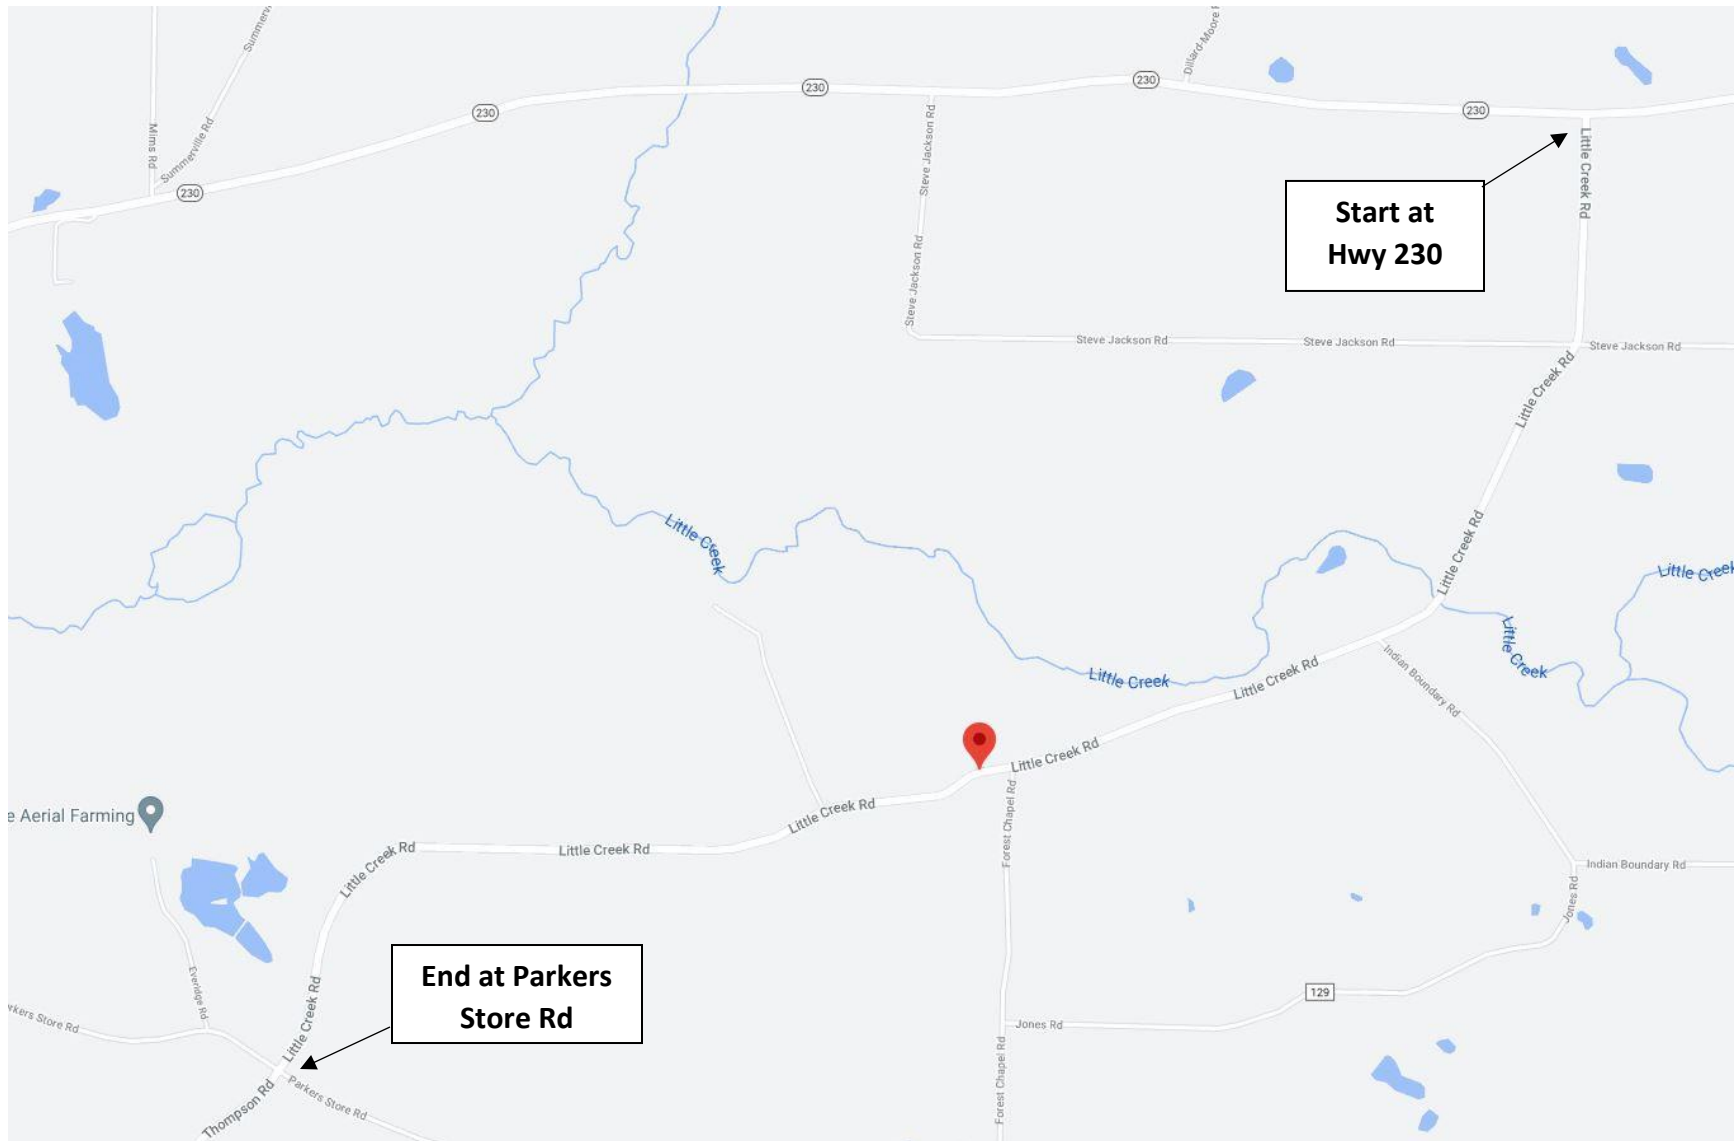 Summerv
Dillard-Moore R
230
230
230
230
230
Mims Rd
Summerville Rd
Steve Jackson Rd
Little Creek Rd
Start at
Hwy 230
Steve Jackson Rd
Steve Jackson Rd
Steve Jackson Rd
Steve Jackson Rd
Little Creek Rd
Little Creek
Little Creek Rd
Little Creek
Little Creek
Little Creek
Little Creek Rd
Indian Boundary Rd
Little Creek Rd
Little Creek Rd
e Aerial Farming
Forest Chapel Rd
Little Creek Rd
Little Creek Rd
Indian Boundary Rd
Jones Rd
Everidge Rd
Little Creek Rd
End at Parkers
Store Rd
129
rkers Store Rd
Jones Rd
Forest Chapel Rd
Thompson Rd
Parkers Store Rd